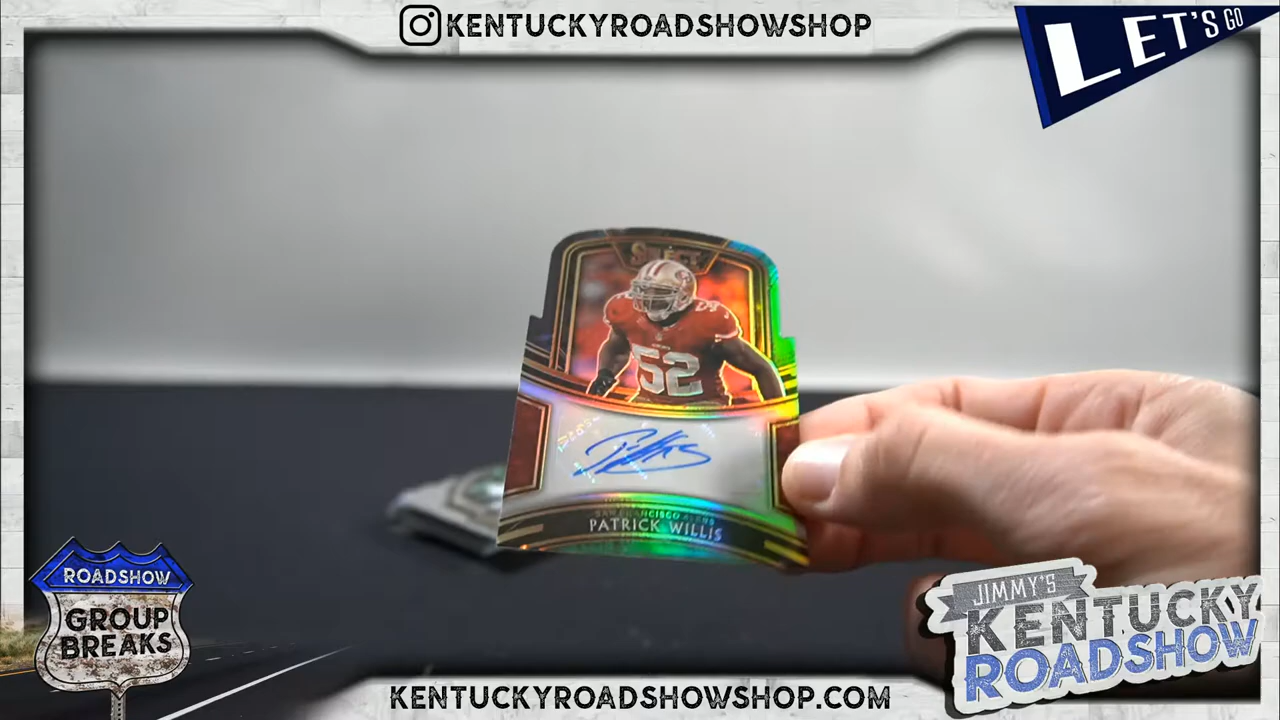 KENTUCKYROADSHOWSHOP
LET'S GO
SELECT
52
SAN FRANCISCO 49ERS
PATRICK WILLIS
ROADSHOW
GROUP
BREAKS
JIMMY'S
KENTUCKY
ROADSHOW
KENTUCKYROADSHOWSHOP.COM